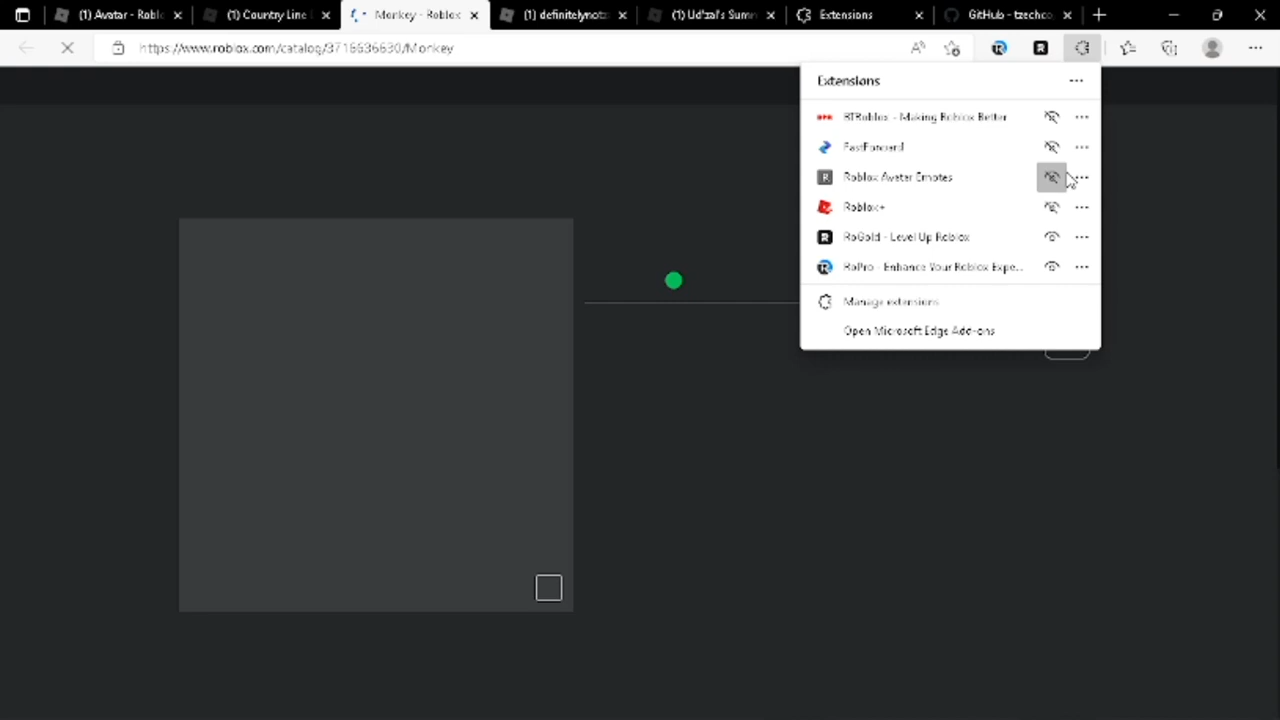 (1) Avatar - Robl
(1) Country Line
Monkey - Roblox
(1) definitelynot
(1) Ud'zal's Summ
Extensions
GitHub - tzechco
https://www.roblox.com/catalog/3716636630/Monkey
Extensions
BTRoblox - Making Roblox Better
FastForward
Roblox Avatar Emotes
Roblox+
RoGold - Level Up Roblox
RoPro - Enhance Your Roblox Expe...
Manage extensions
Open Microsoft Edge Add-ons